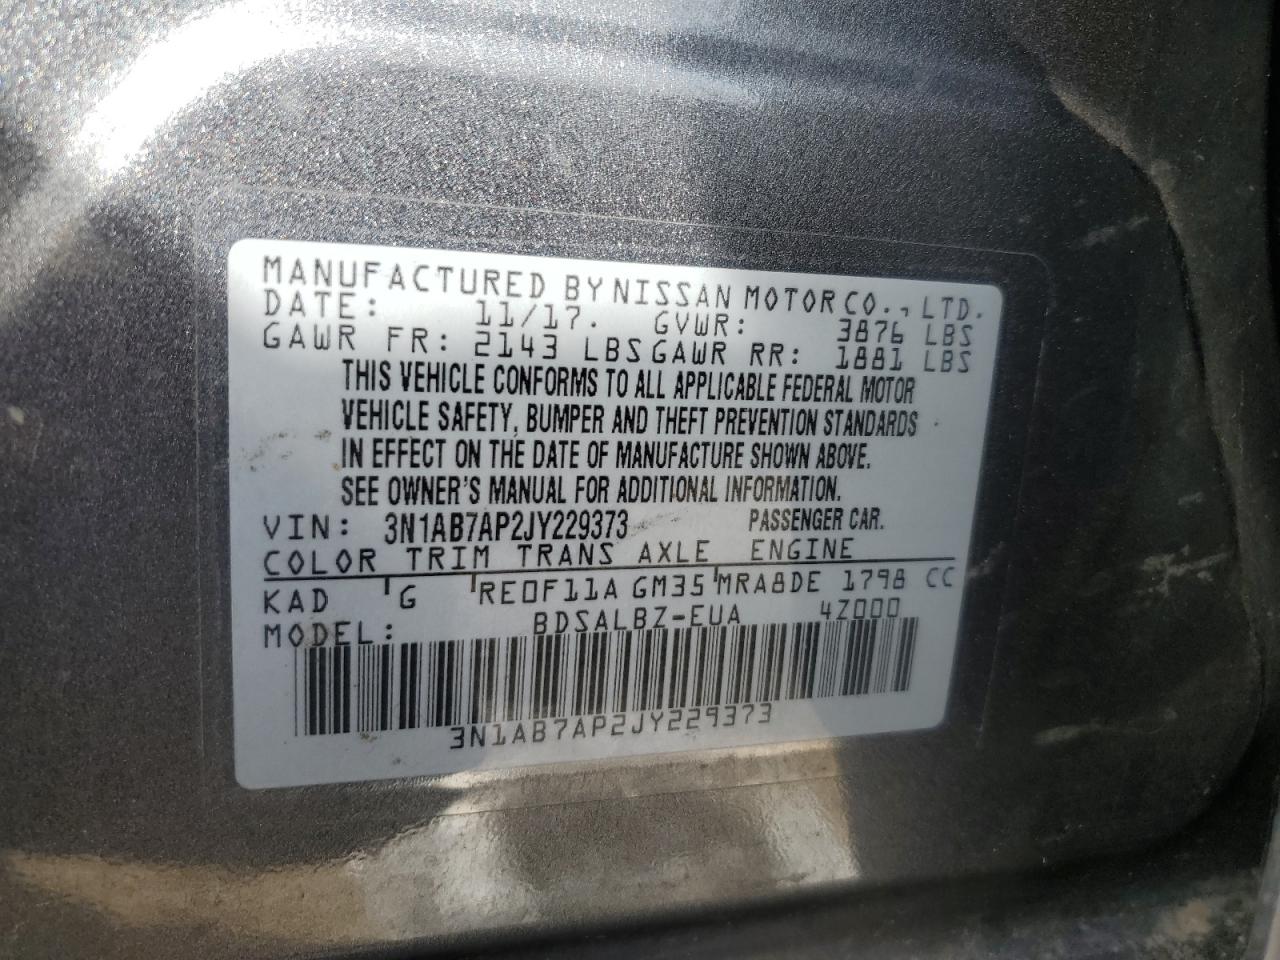 MANUFACTURED BY NISSAN MOTOR CO., LTD.
DATE: 11/17. GVWR: 3876 LBS
GAWR FR: 2143 LBS GAWR RR: 1881 LBS
THIS VEHICLE CONFORMS TO ALL APPLICABLE FEDERAL MOTOR
VEHICLE SAFETY, BUMPER AND THEFT PREVENTION STANDARDS
IN EFFECT ON THE DATE OF MANUFACTURE SHOWN ABOVE.
SEE OWNER'S MANUAL FOR ADDITIONAL INFORMATION.
VIN: 3N1AB7AP2JY229373 PASSENGER CAR.
COLOR TRIM TRANS AXLE ENGINE
KAD G RE0F11A GM35 MRA8DE 1798 CC
MODEL: BDSALBZ-EUA 4Z000
3N1AB7AP2JY229373